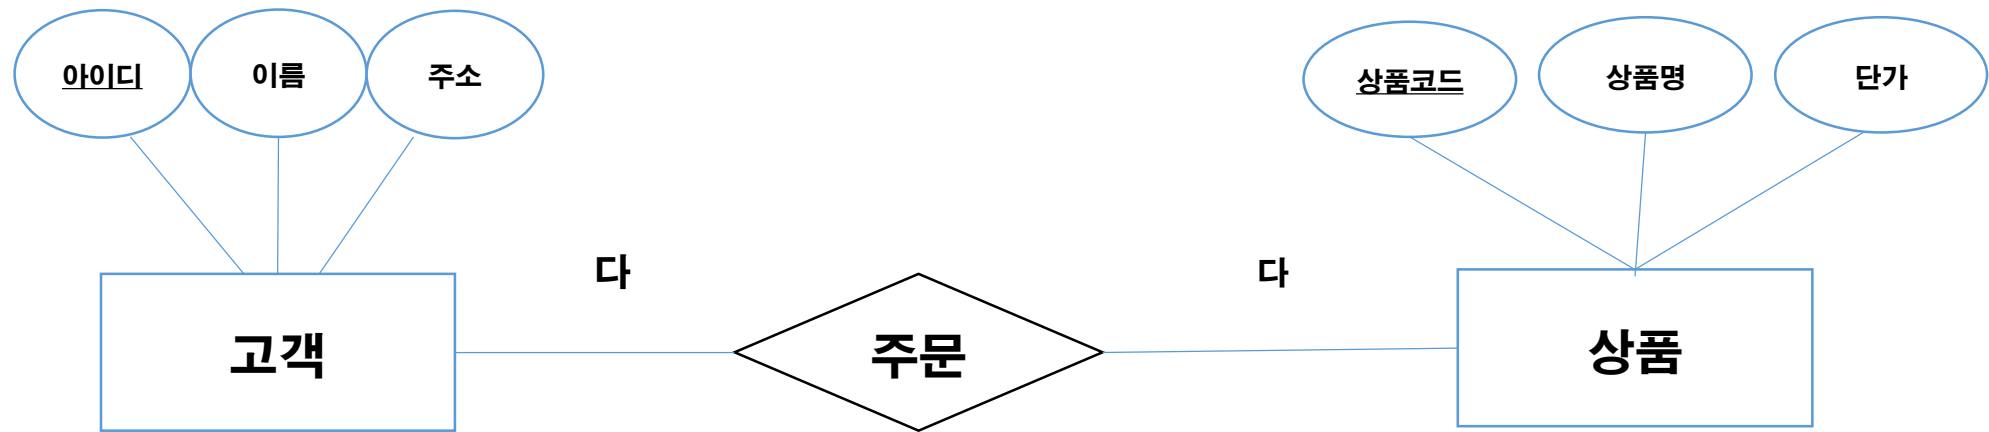 아이디
이름
주소
상품코드
상품명
단가
다
다
고객
주문
상품